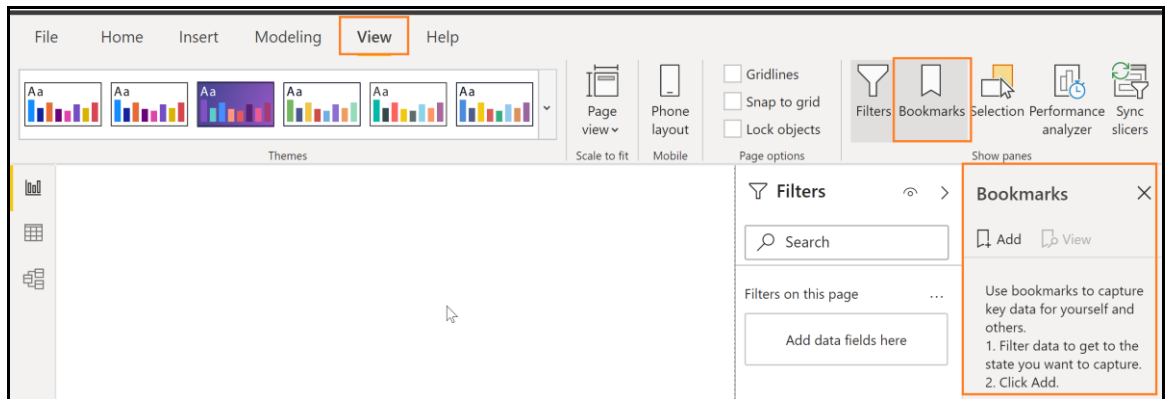 File Home Insert Modeling View Help
Aa Aa Aa Aa Aa Aa
Page view
Phone layout
Gridlines
Snap to grid
Lock objects
Filters Bookmarks Selection Performance analyzer Sync slicers
Themes Scale to fit Mobile Page options Show panes
Filters
Search
Filters on this page ...
Add data fields here
Bookmarks
Add View
Use bookmarks to capture
key data for yourself and
others.
1. Filter data to get to the
state you want to capture.
2. Click Add.